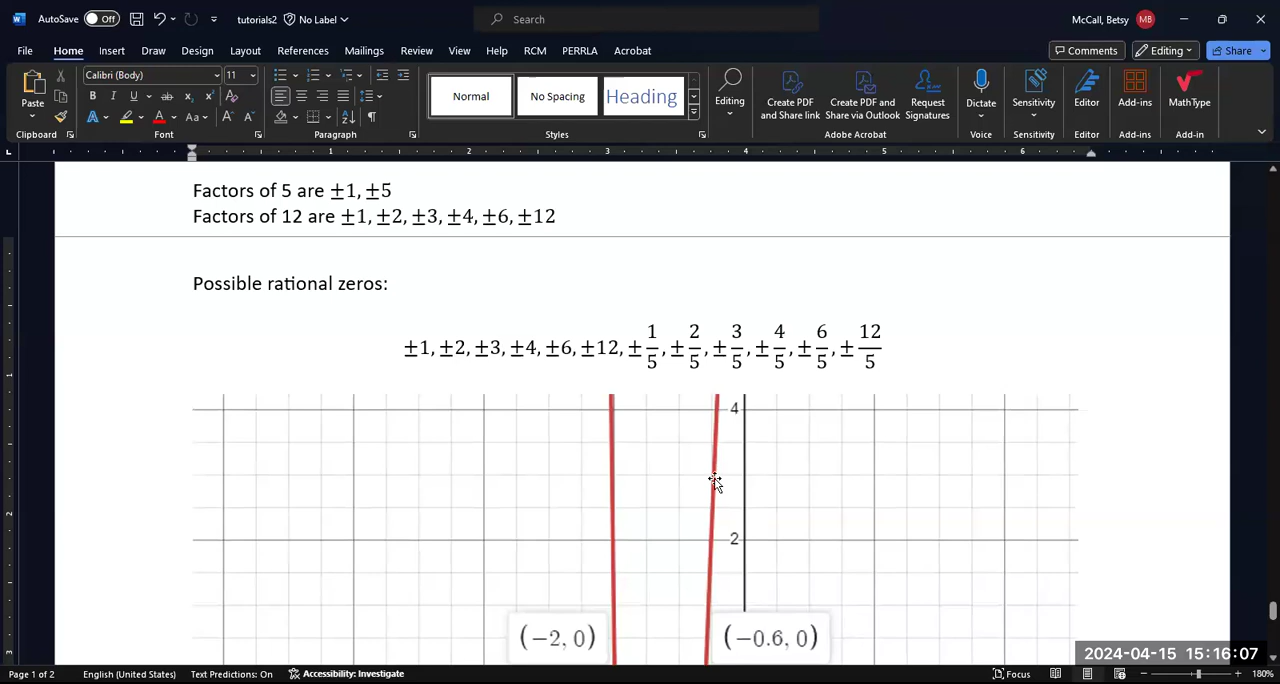 AutoSave Off tutorials2 No Label Search McCall, Betsy MB
File Home Insert Draw Design Layout References Mailings Review View Help RCM PERRLA Acrobat Comments Editing Share
Paste Calibri (Body) 11 Normal No Spacing Heading Editing Create PDF and Share link Create PDF and Share via Outlook Request Signatures Dictate Sensitivity Editor Add-ins MathType
Clipboard Font Paragraph Styles Adobe Acrobat Voice Sensitivity Editor Add-ins Add-in
1 2 3 4 5 6
Factors of 5 are ±1, ±5
Factors of 12 are ±1, ±2, ±3, ±4, ±6, ±12
Possible rational zeros:
±1, ±2, ±3, ±4, ±6, ±12, ±1/5, ±2/5, ±3/5, ±4/5, ±6/5, ±12/5
4
2
(−2, 0) (−0.6, 0)
2024-04-15 15:16:07
Page 1 of 2 English (United States) Text Predictions: On Accessibility: Investigate Focus 180%